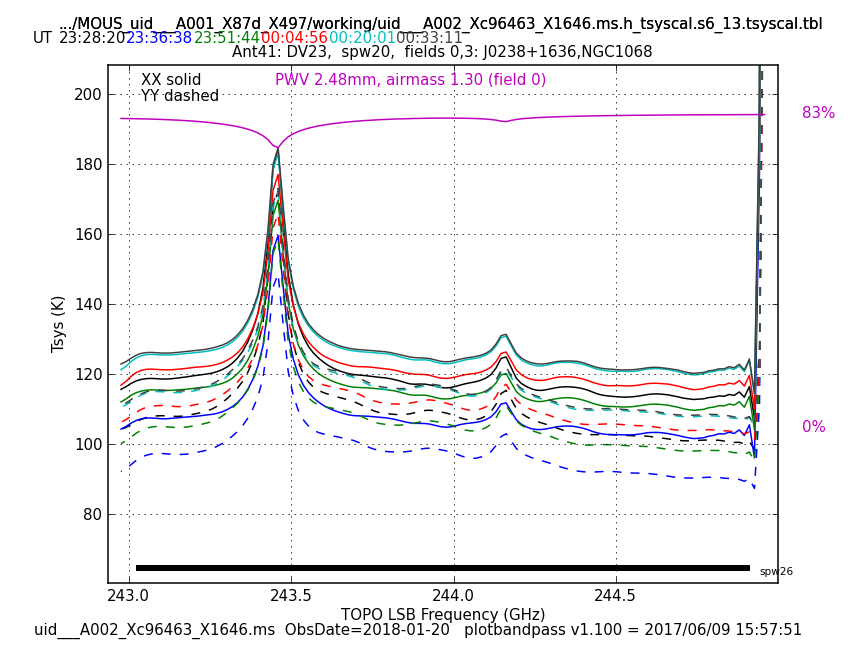 .../MOUS_uid___A001_X87d_X497/working/uid___A002_Xc96463_X1646.ms.h_tsyscal.s6_13.tsyscal.tbl
UT 23:28:20 23:36:38 23:51:44 00:04:56 00:20:01 00:33:11
Ant41: DV23, spw20, fields 0,3: J0238+1636,NGC1068
XX solid PWV 2.48mm, airmass 1.30 (field 0)
YY dashed
200
83%
180
160
140
Tsys (K)
120
100
0%
80
spw26
243.0 243.5 244.0 244.5
TOPO LSB Frequency (GHz)
uid___A002_Xc96463_X1646.ms ObsDate=2018-01-20 plotbandpass v1.100 = 2017/06/09 15:57:51